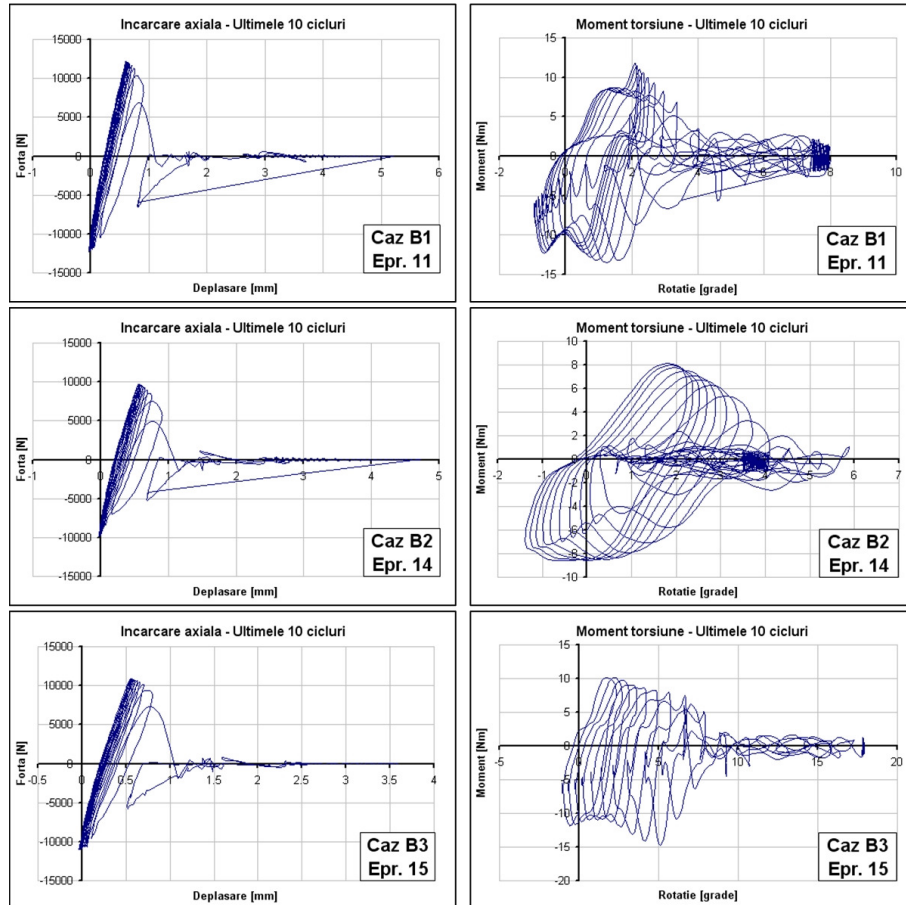 Incarcare axiala - Ultimele 10 cicluri
Forta [N]
15000
10000
5000
0
-5000
-10000
-15000
-1 0 1 2 3 4 5 6
Deplasare [mm]
Caz B1
Epr. 11
Moment torsiune - Ultimele 10 cicluri
Moment [Nm]
15
10
5
0
-5
-10
-15
-2 0 2 4 6 8 10
Rotatie [grade]
Caz B1
Epr. 11
Incarcare axiala - Ultimele 10 cicluri
Forta [N]
15000
10000
5000
0
-5000
-10000
-15000
-1 0 1 2 3 4 5
Deplasare [mm]
Caz B2
Epr. 14
Moment torsiune - Ultimele 10 cicluri
Moment [Nm]
10
8
6
4
2
0
-2
-4
-6
-8
-10
-2 -1 0 1 2 3 4 5 6 7
Rotatie [grade]
Caz B2
Epr. 14
Incarcare axiala - Ultimele 10 cicluri
Forta [N]
15000
10000
5000
0
-5000
-10000
-15000
-0.5 0 0.5 1 1.5 2 2.5 3 3.5 4
Deplasare [mm]
Caz B3
Epr. 15
Moment torsiune - Ultimele 10 cicluri
Moment [Nm]
15
10
5
0
-5
-10
-15
-20
-5 0 5 10 15 20
Rotatie [grade]
Caz B3
Epr. 15